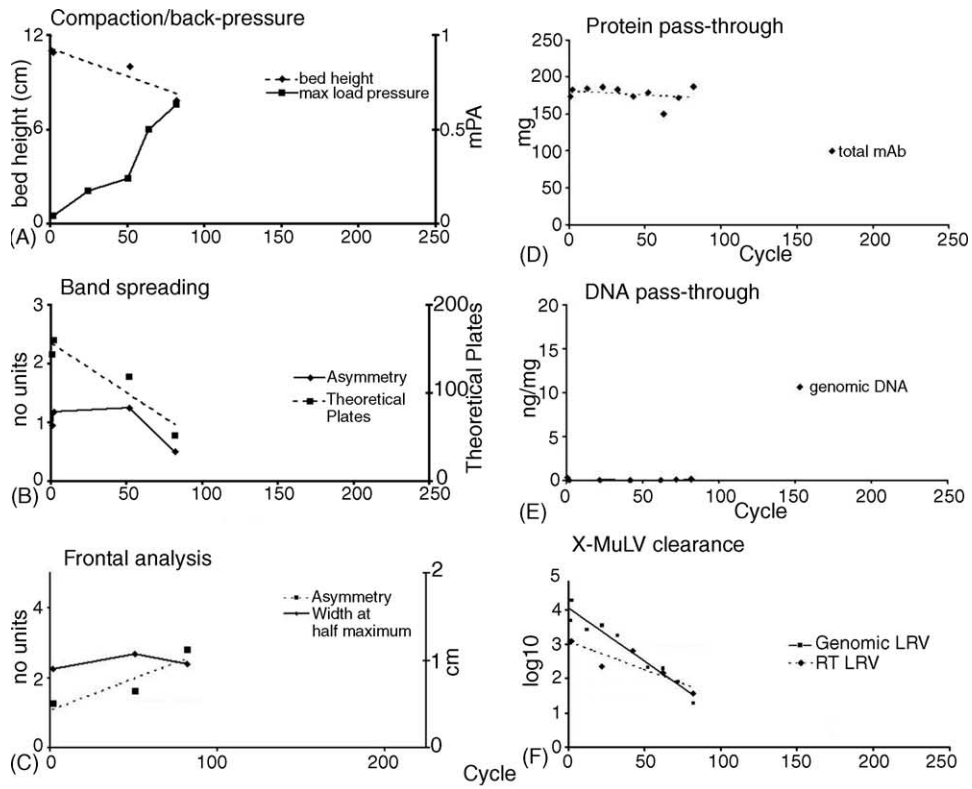 Compaction/back-pressure
12
6
0
bed height (cm)
1
0.5
0
mPA
bed height
max load pressure
0 50 100 150 200 250
(A)
Band spreading
3
2
1
0
no units
200
100
0
Theoretical Plates
Asymmetry
Theoretical
Plates
0 50 100 150 200 250
(B)
Frontal analysis
4
2
0
no units
2
1
0
cm
Asymmetry
Width at
half maximum
0 100 200
(C)
Cycle
Protein pass-through
250
200
150
100
50
0
mg
total mAb
0 50 100 150 200 250
Cycle
(D)
DNA pass-through
20
15
10
5
0
ng/mg
genomic DNA
0 50 100 150 200 250
Cycle
(E)
X-MuLV clearance
5
4
3
2
1
0
log10
Genomic LRV
RT LRV
0 50 100 150 200 250
(F)